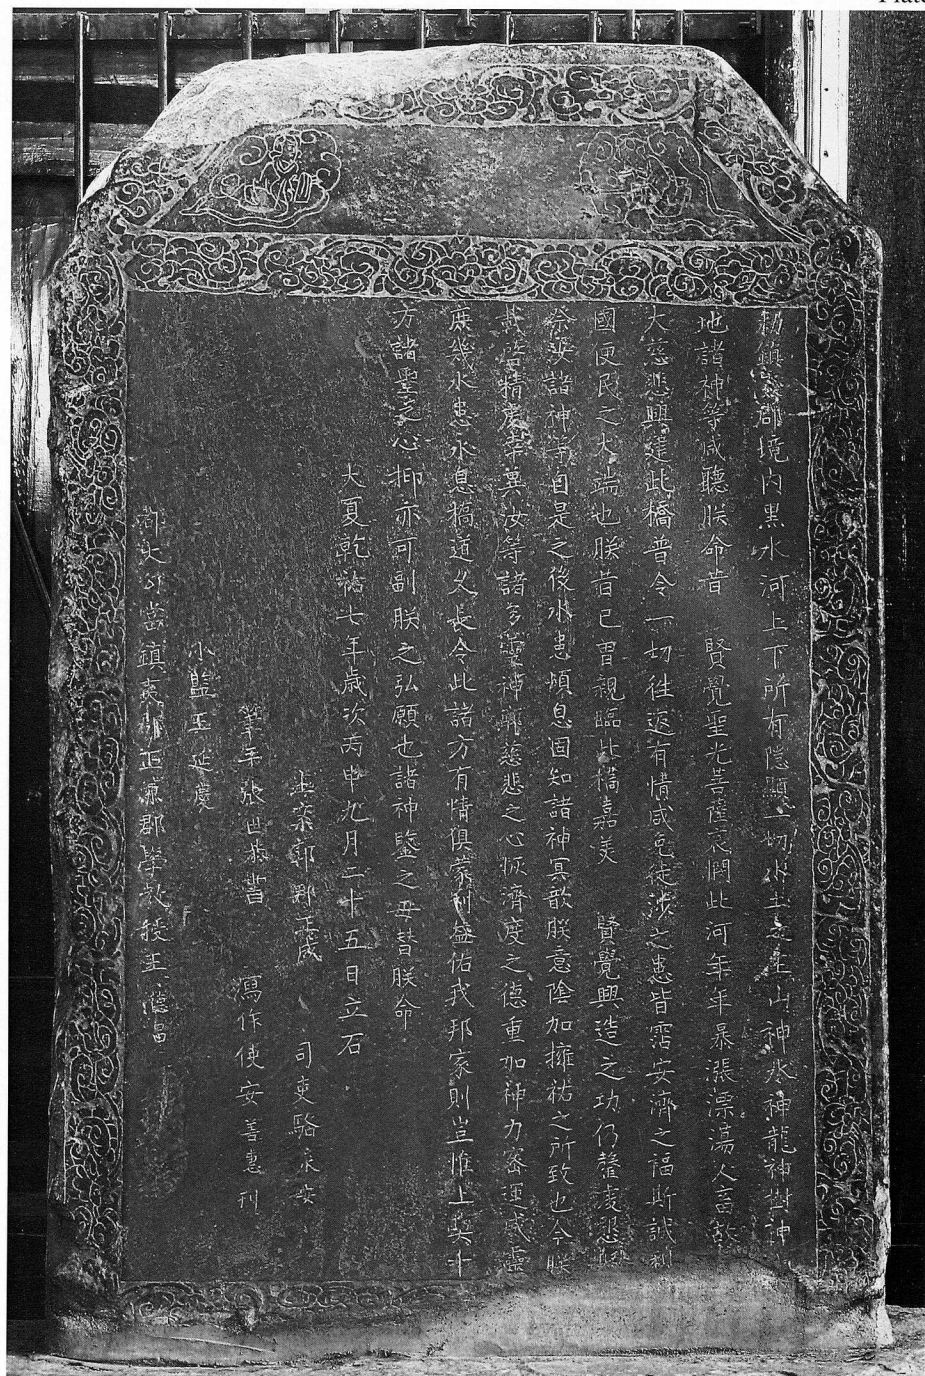 Plate
敕鎮夷郡境內黑水河上下所有隱顯一切水土之主山神水神龍神樹神土
地諸神等咸聽朕命昔 賢覺聖光菩薩哀閔此河年年暴漲漂蕩人畜故
大慈悲興建此橋普令一切往返有情咸免徒涉之患皆霑安濟之福斯誠利
國便民之大端也朕昔已曾親臨此橋嘉美 賢覺興造之功仍罄虔懇
祭汝諸神等自是之後水患頓息固知諸神冥歆朕意陰加擁祐之所致也今朕
載啓精虔幸冀汝等諸多靈神廓慈悲之心恢濟度之德重加神力密運威靈
庶幾水患永息橋道久長令此諸方有情俱蒙利益佑我邦家則豈惟上契十
方諸聖之心抑亦可副朕之弘願也諸神鑒之毋替朕命
大夏乾祐七年歲次丙申九月二十五日立石
主案郭那正成 司吏駱永安
筆手張世恭書 瀉作使安善惠刊
小監王延慶
都大勾當鎮夷郡正兼郡學教授王德昌